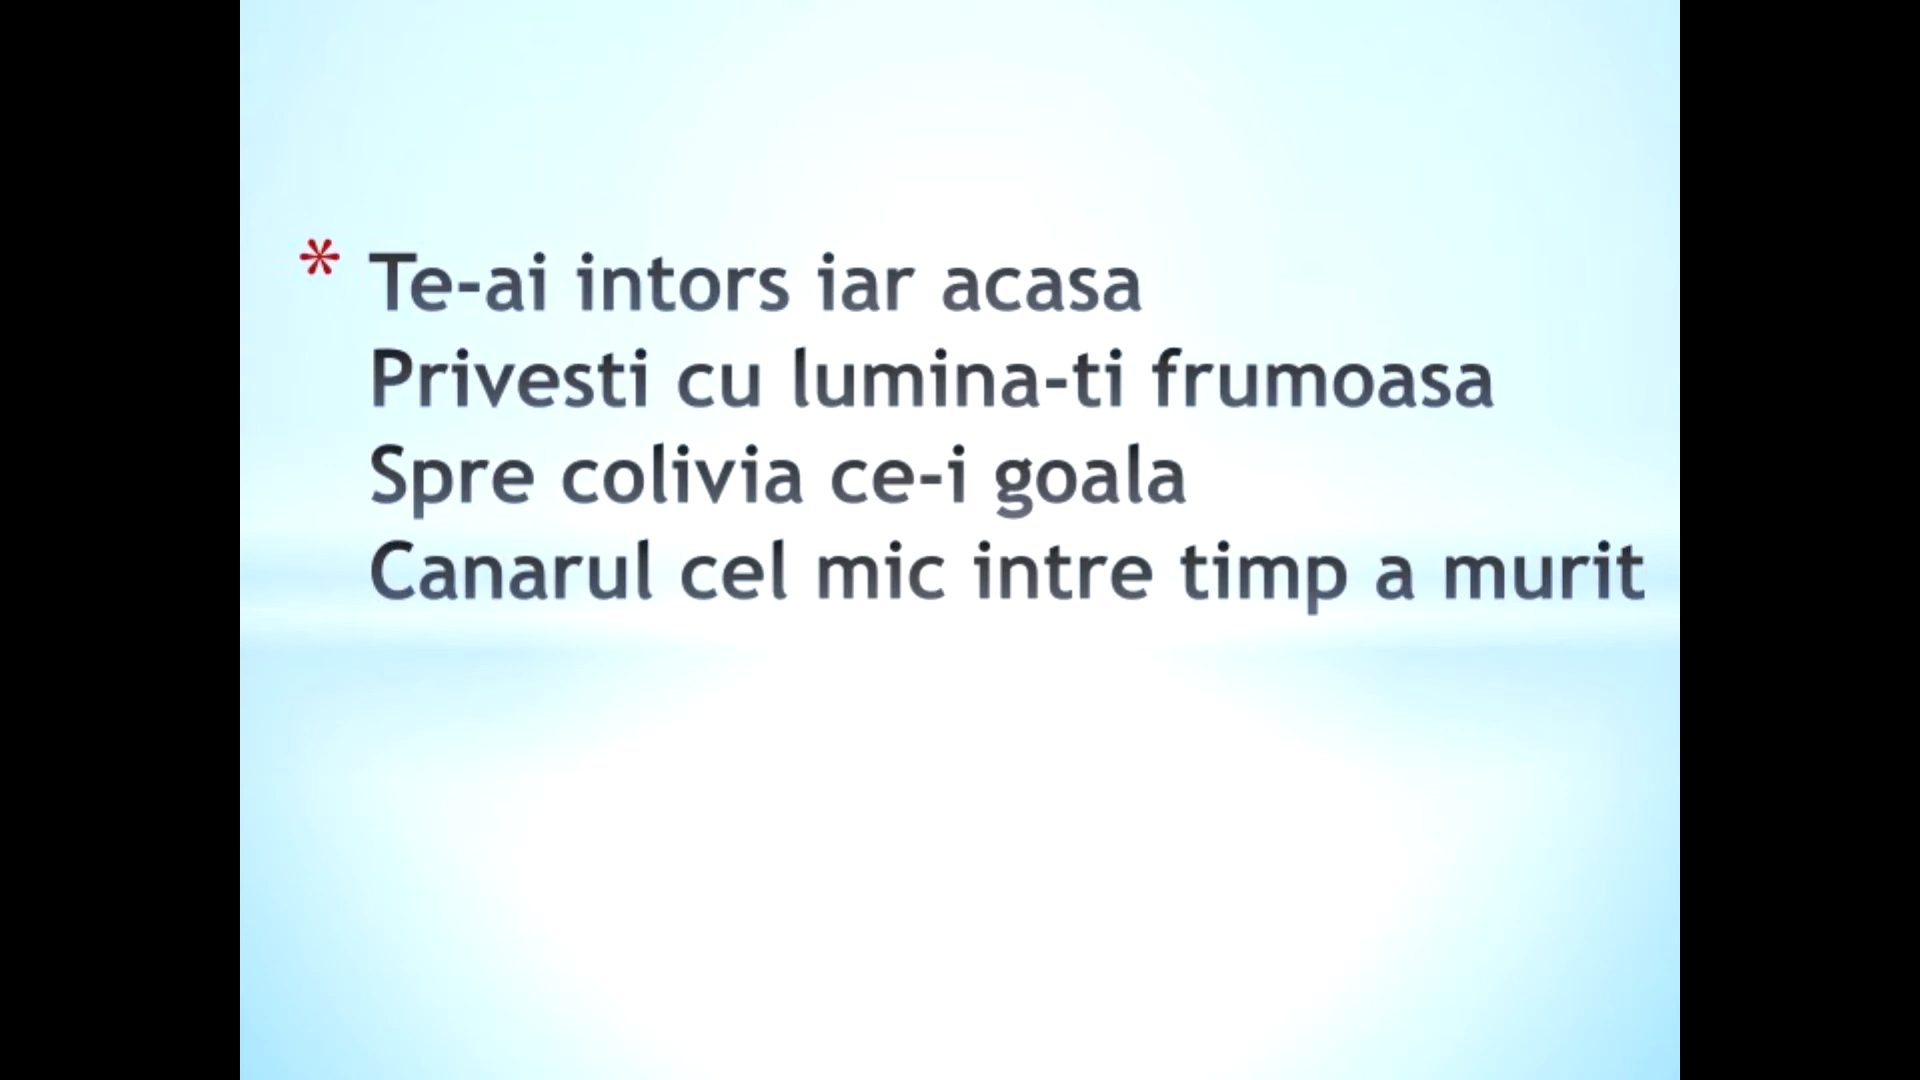 * Te-ai intors iar acasa
Privesti cu lumina-ti frumoasa
Spre colivia ce-i goala
Canarul cel mic intre timp a murit